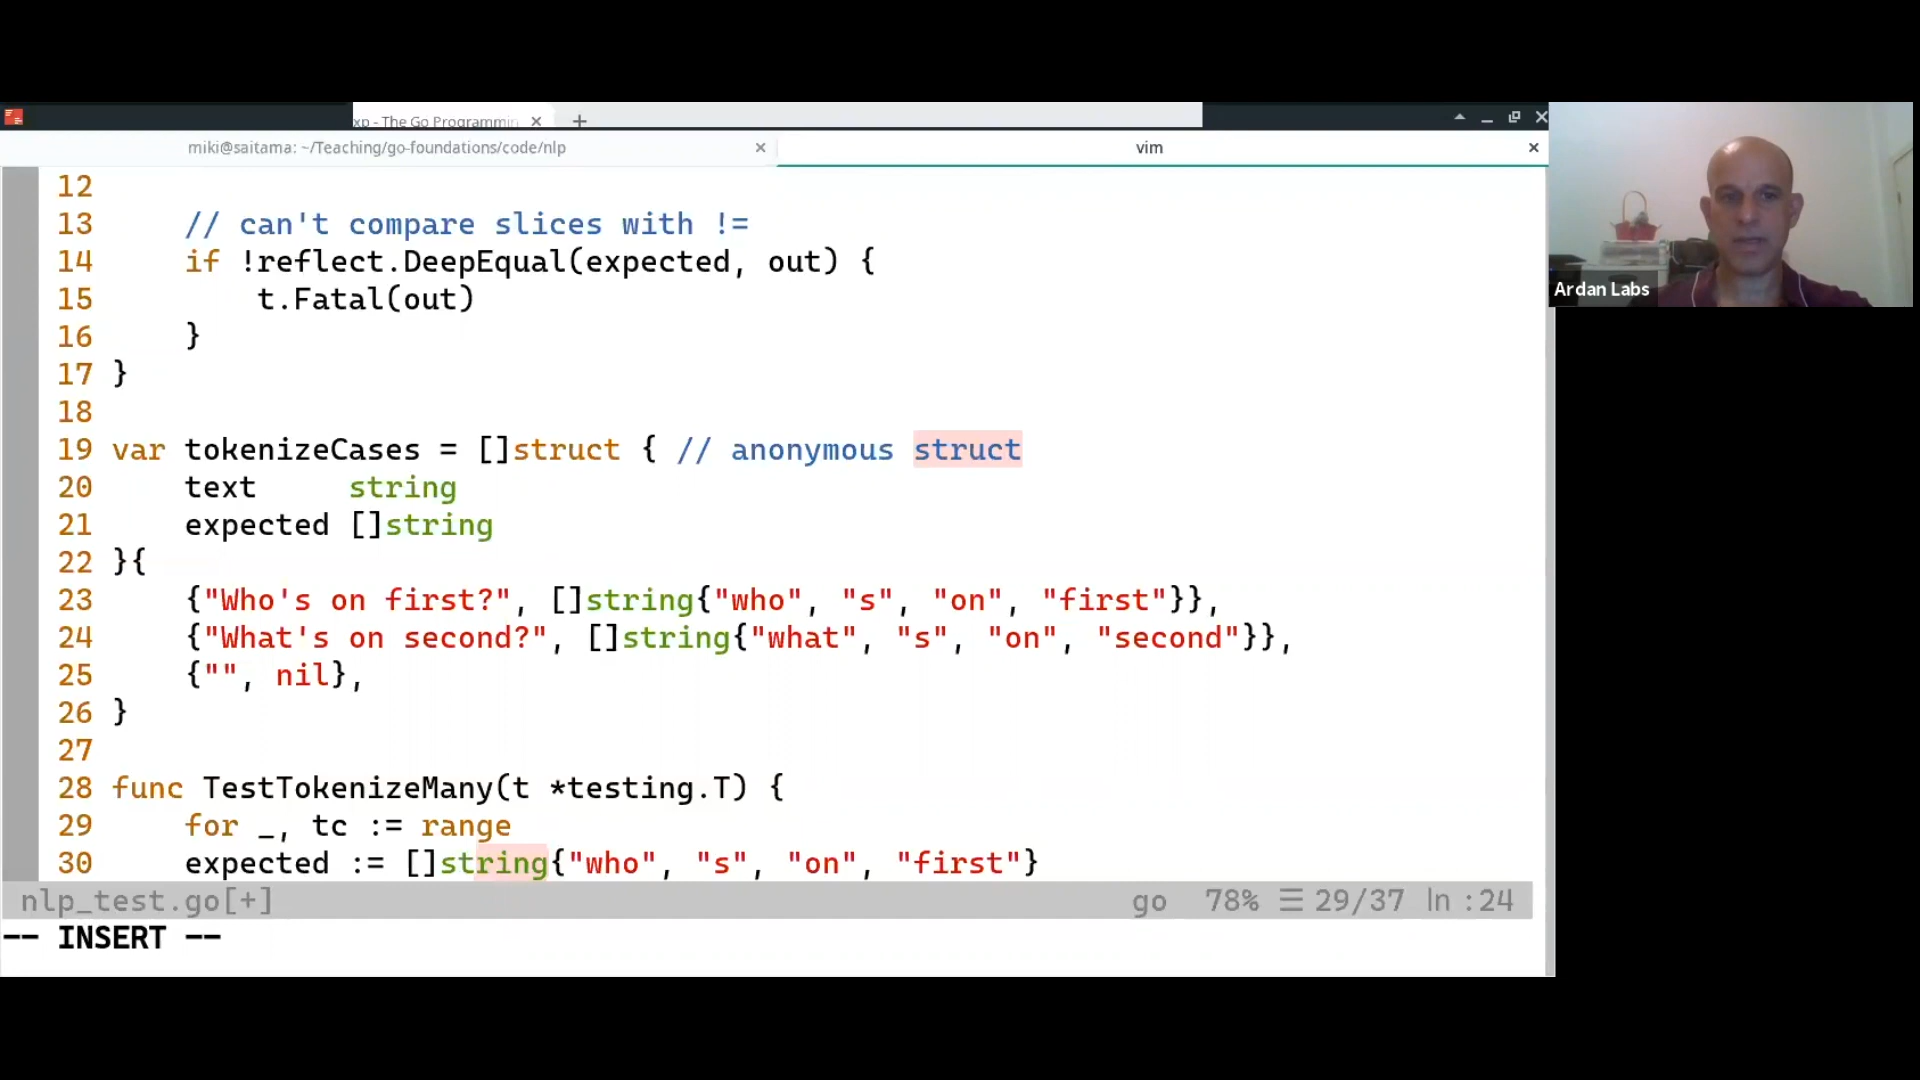 xp - The Go Programmin
miki@saitama: ~/Teaching/go-foundations/code/nlp
vim
12
13     // can't compare slices with !=
14     if !reflect.DeepEqual(expected, out) {
15         t.Fatal(out)
16     }
17 }
18
19 var tokenizeCases = []struct { // anonymous struct
20     text     string
21     expected []string
22 }{
23     {"Who's on first?", []string{"who", "s", "on", "first"}},
24     {"What's on second?", []string{"what", "s", "on", "second"}},
25     {"", nil},
26 }
27
28 func TestTokenizeMany(t *testing.T) {
29     for _, tc := range
30     expected := []string{"who", "s", "on", "first"}
nlp_test.go[+] go 78% ☰ 29/37 ln :24
-- INSERT --
Ardan Labs